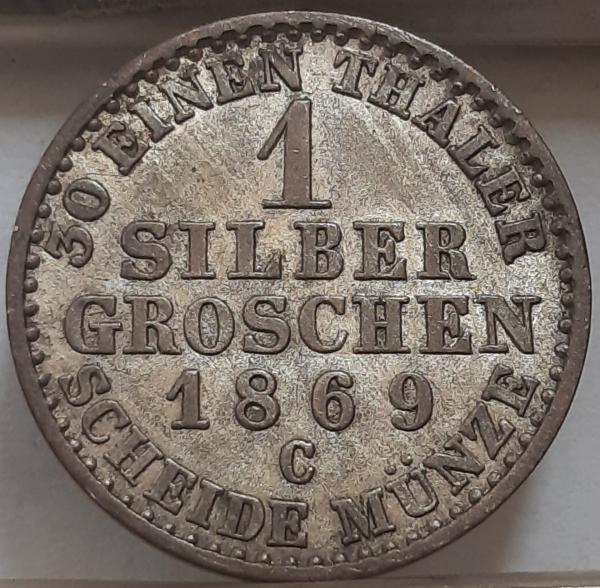 30 EINEN THALER
1
SILBER
GROSCHEN
1869
C
SCHEIDE MÜNZE